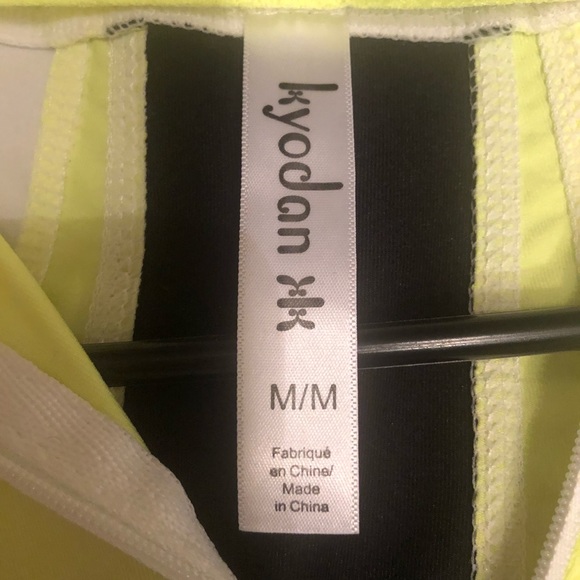 kyodan
M/M
Fabriqué
en Chine/
Made
in China